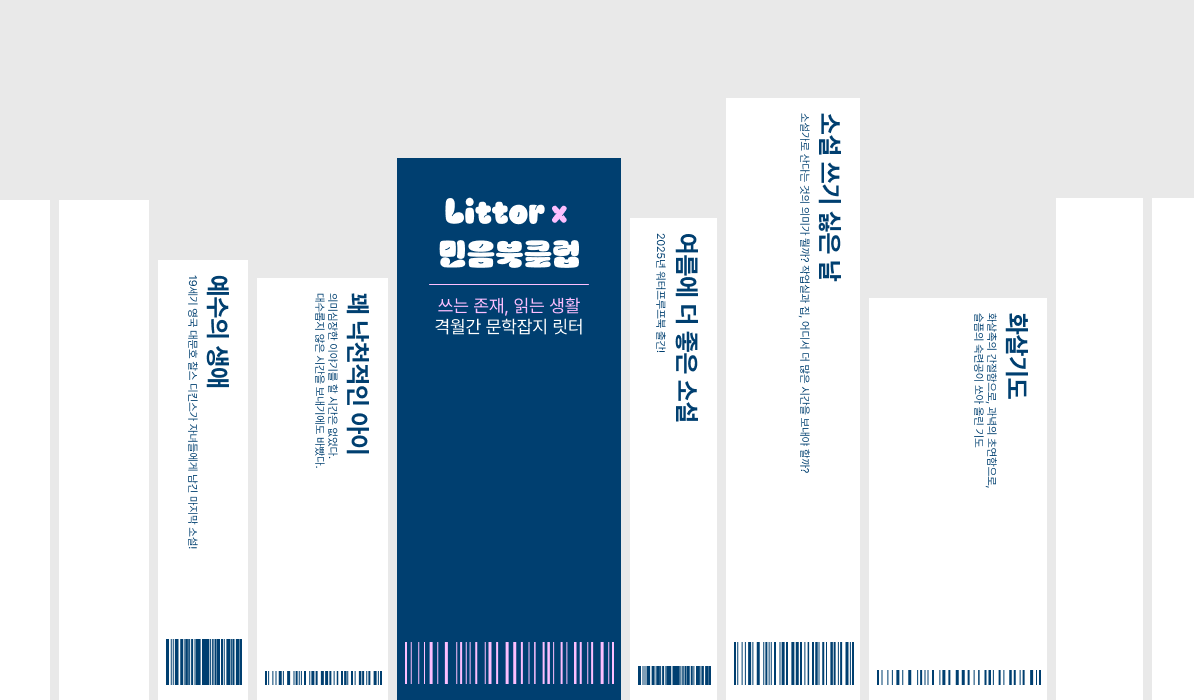 예수의 생애
19세기 영국 대문호 찰스 디킨스가 자녀들에게 남긴 마지막 소설!
꽤 낙천적인 아이
의미심장한 이야기를 할 시간은 없었다.
대수롭지 않은 시간을 보내기에도 바빴다.
Littor x
민음북클럽
쓰는 존재, 읽는 생활
격월간 문학잡지 릿터
여름에 더 좋은 소설
2025년 워터프루프북 출간!
소설 쓰기 싫은 날
소설가로 산다는 것의 의미가 뭘까? 작업실과 집, 어디서 더 많은 시간을 보내야 할까?
화살기도
화살촉의 간절함으로, 과녁의 초연함으로,
슬픔의 숙련공이 쏘아 올린 기도